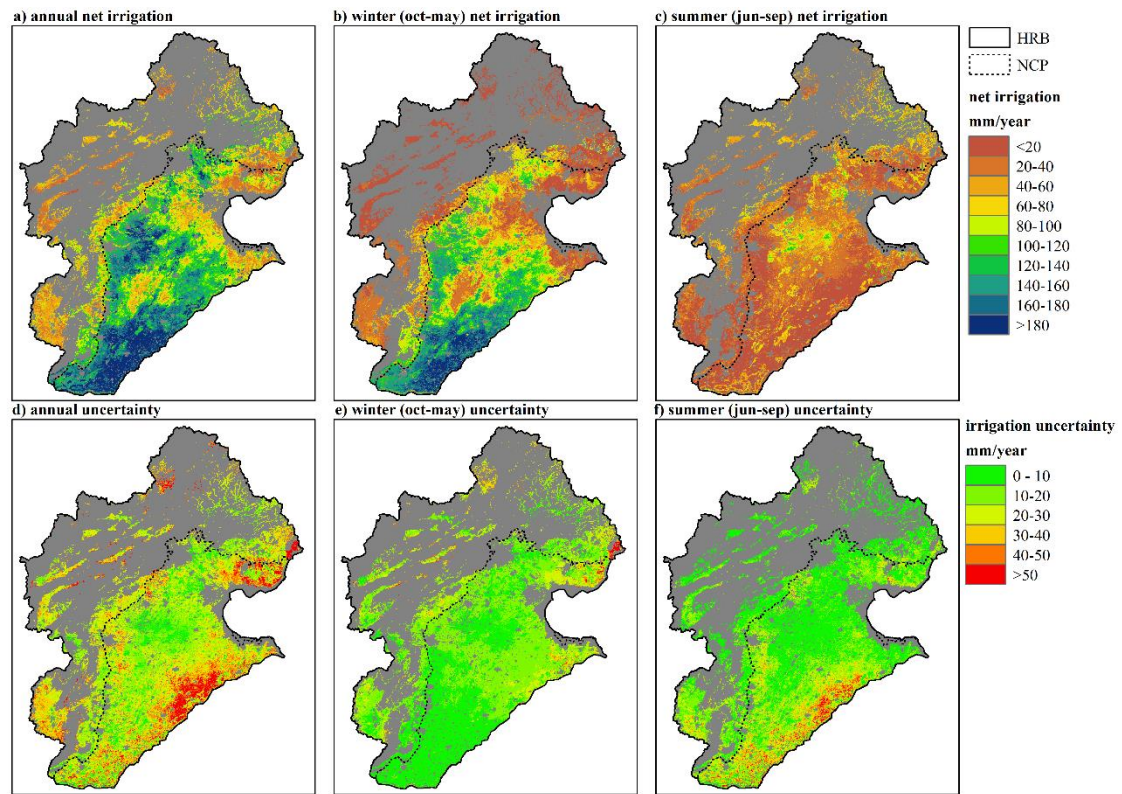 a) annual net irrigation
b) winter (oct-may) net irrigation
c) summer (jun-sep) net irrigation
HRB
NCP
net irrigation
mm/year
<20
20-40
40-60
60-80
80-100
100-120
120-140
140-160
160-180
>180
d) annual uncertainty
e) winter (oct-may) uncertainty
f) summer (jun-sep) uncertainty
irrigation uncertainty
mm/year
0 - 10
10-20
20-30
30-40
40-50
>50